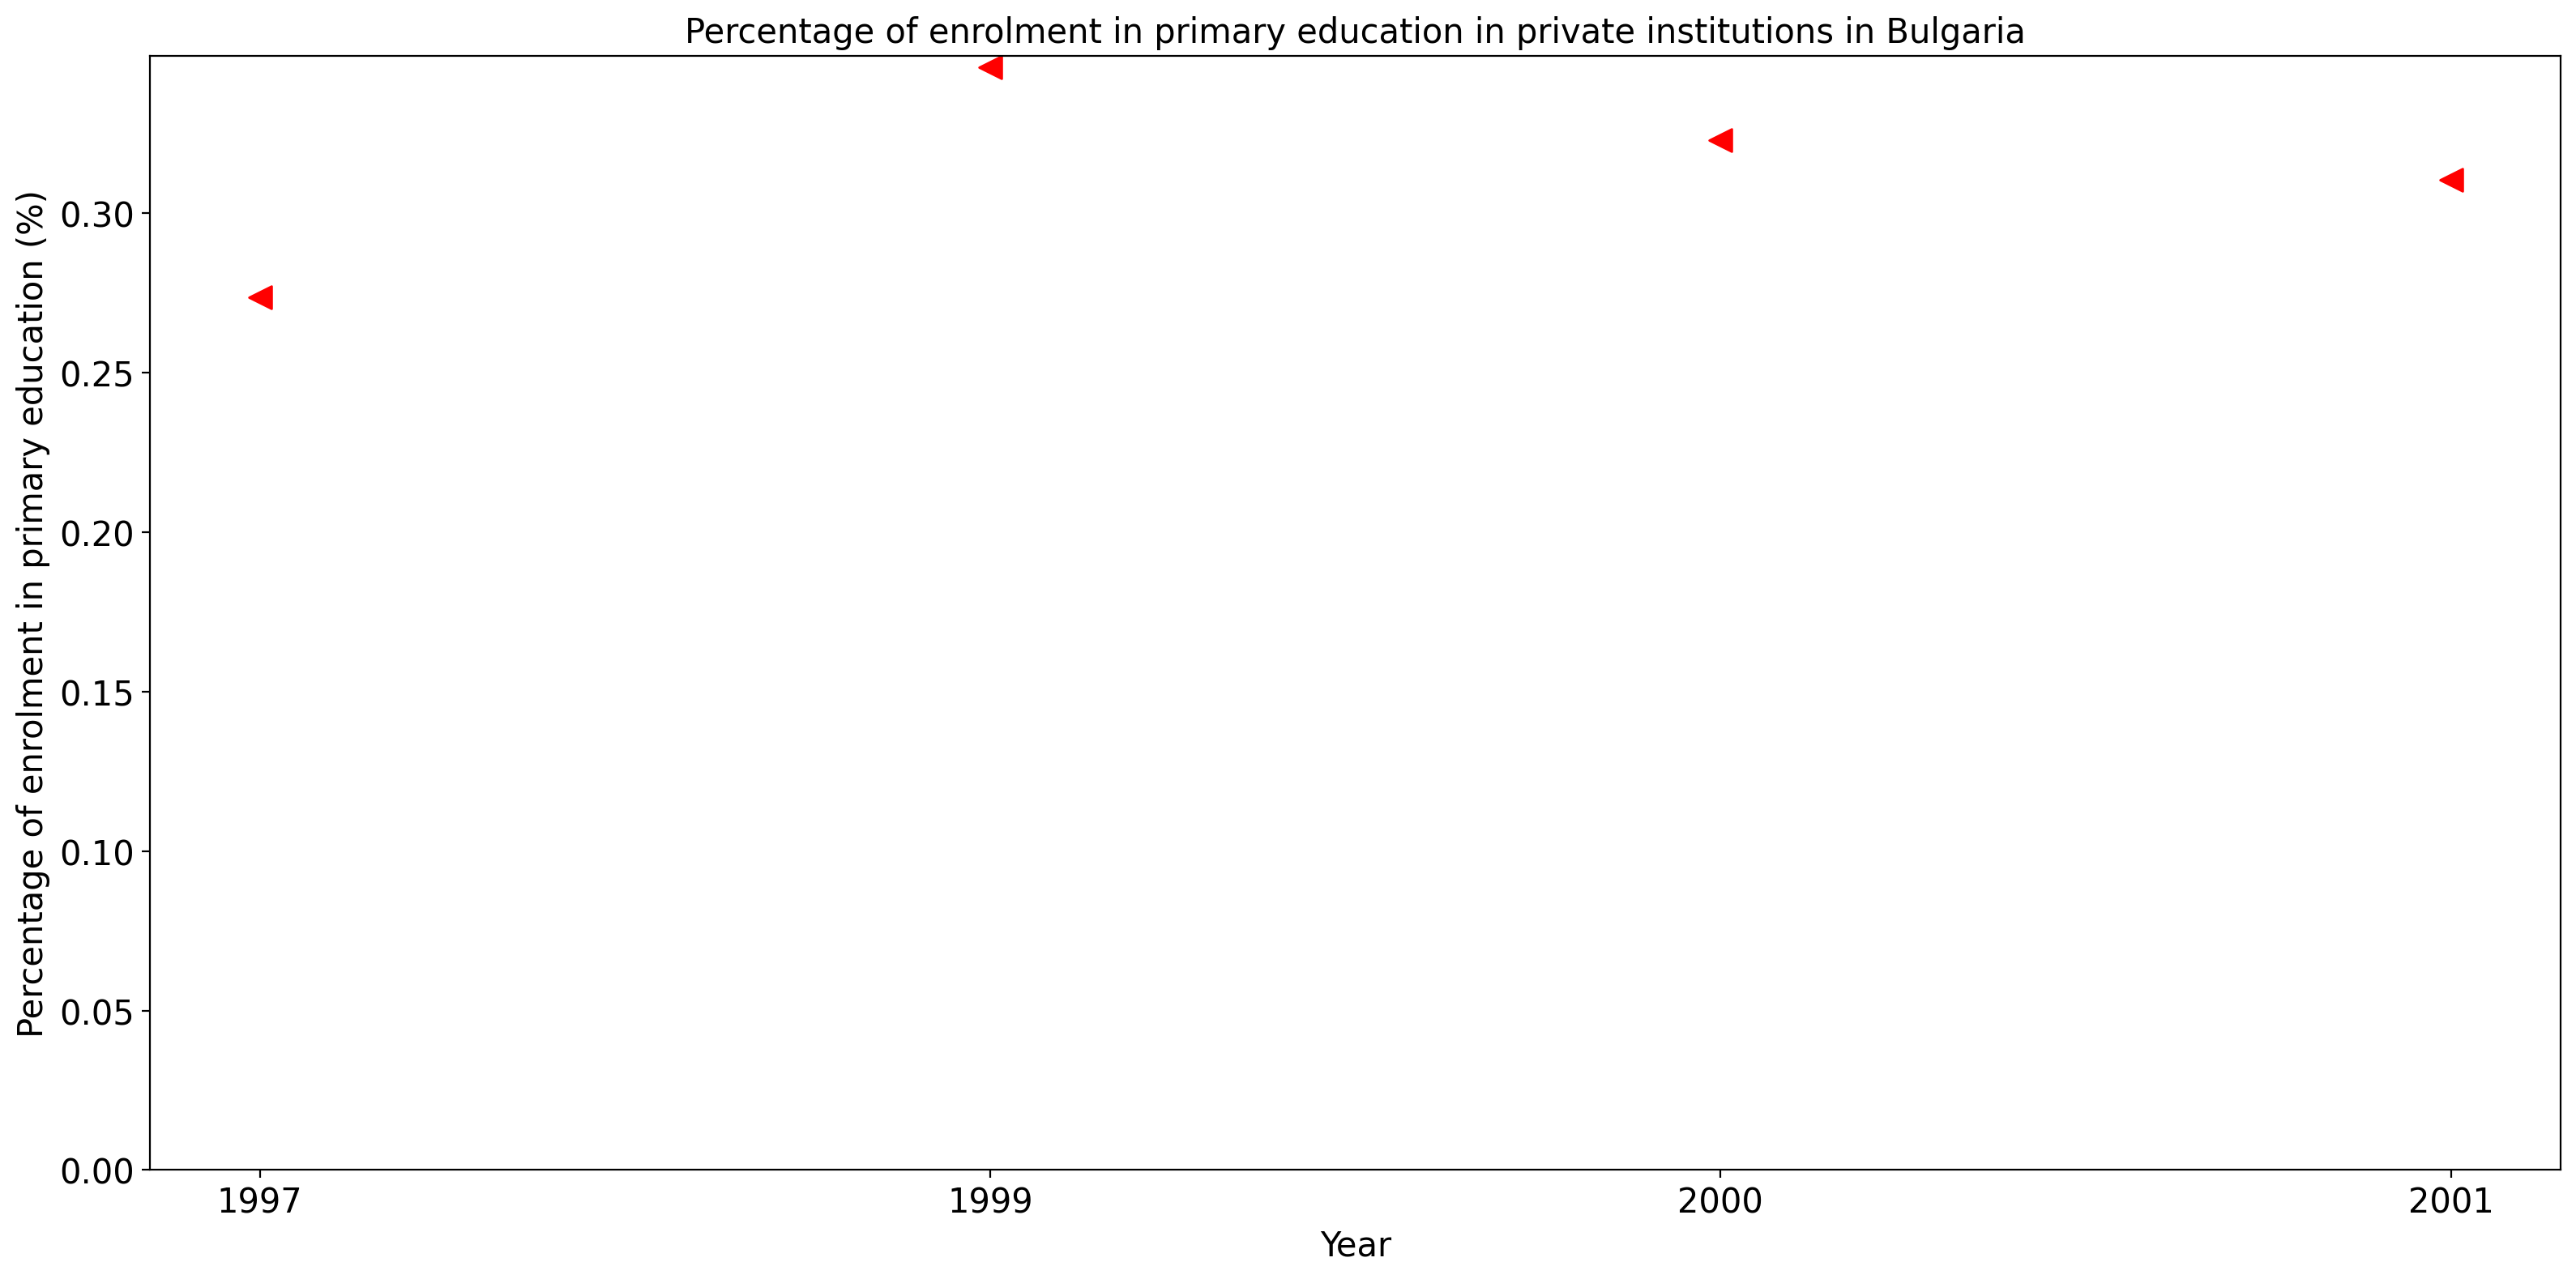 Percentage of enrolment in primary education in private institutions in Bulgaria
Percentage of enrolment in primary education (%)
0.30
0.25
0.20
0.15
0.10
0.05
0.00
1997 1999 2000 2001
Year